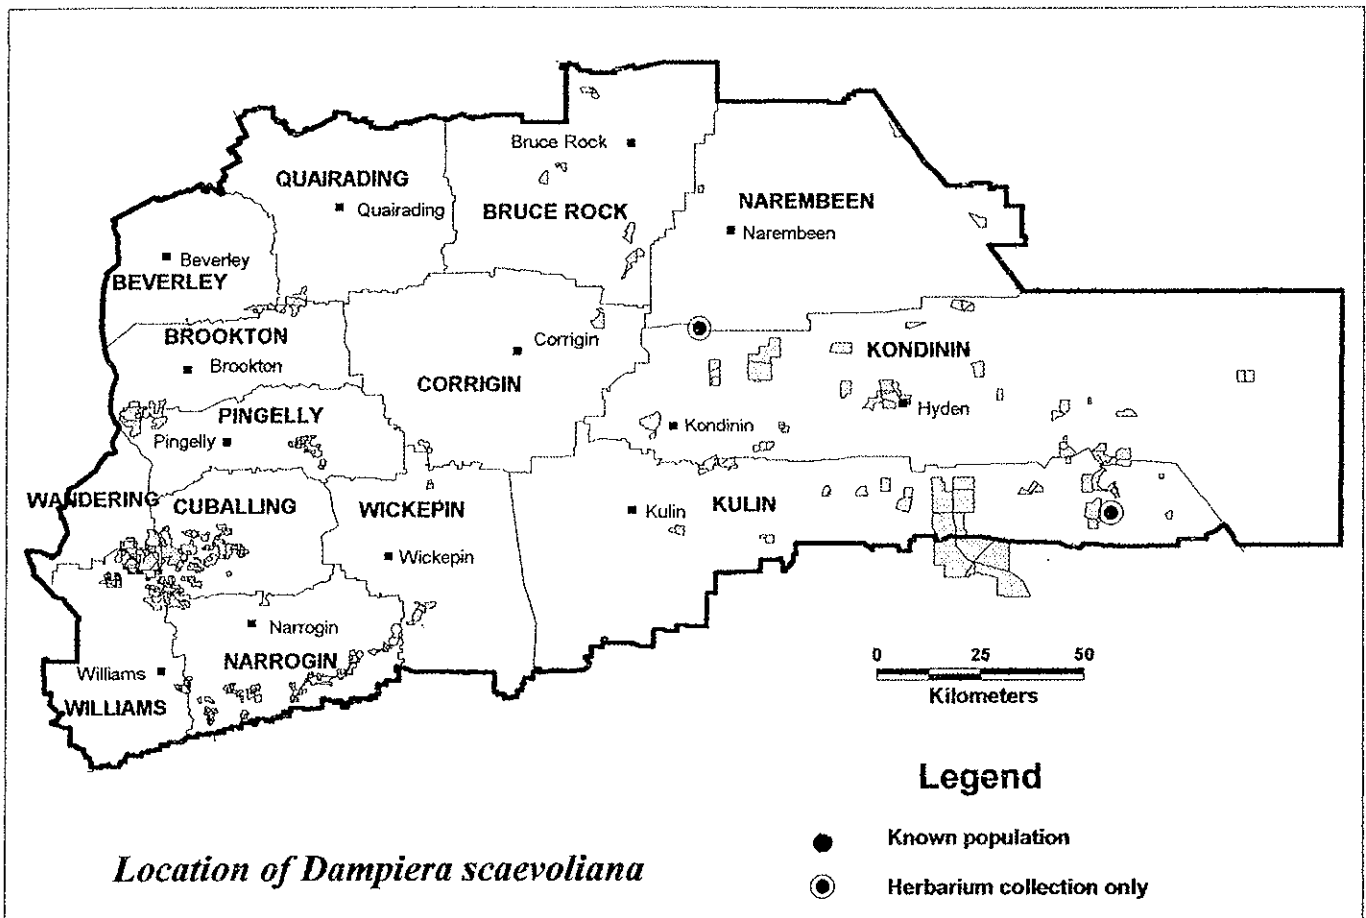 Bruce Rock
QUAIRADING
Quairading
BRUCE ROCK
NAREMBEEN
Narembeen
Beverley
BEVERLEY
BROOKTON
Brookton
Corrigin
CORRIGIN
KONDININ
Hyden
PINGELLY
Pingelly
Kondinin
WANDERING
CUBALLING
WICKEPIN
Kulin
KULIN
Wickepin
Narrogin
NARROGIN
Williams
WILLIAMS
0 25 50
Kilometers
Legend
Known population
Herbarium collection only
Location of Dampiera scaevoliana